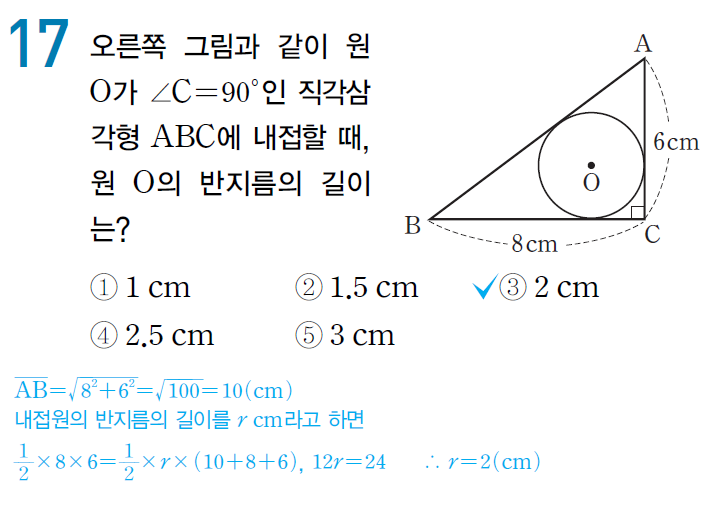 17 오른쪽 그림과 같이 원
O가 ∠C=90°인 직각삼
각형 ABC에 내접할 때,
원 O의 반지름의 길이
는?
A
6cm
O
B
8cm
C
① 1 cm ② 1.5 cm ✓③ 2 cm
④ 2.5 cm ⑤ 3 cm
A̅B̅=√(8²+6²)=√100=10(cm)
내접원의 반지름의 길이를 r cm라고 하면
1/2×8×6=1/2×r×(10+8+6), 12r=24 ∴ r=2(cm)